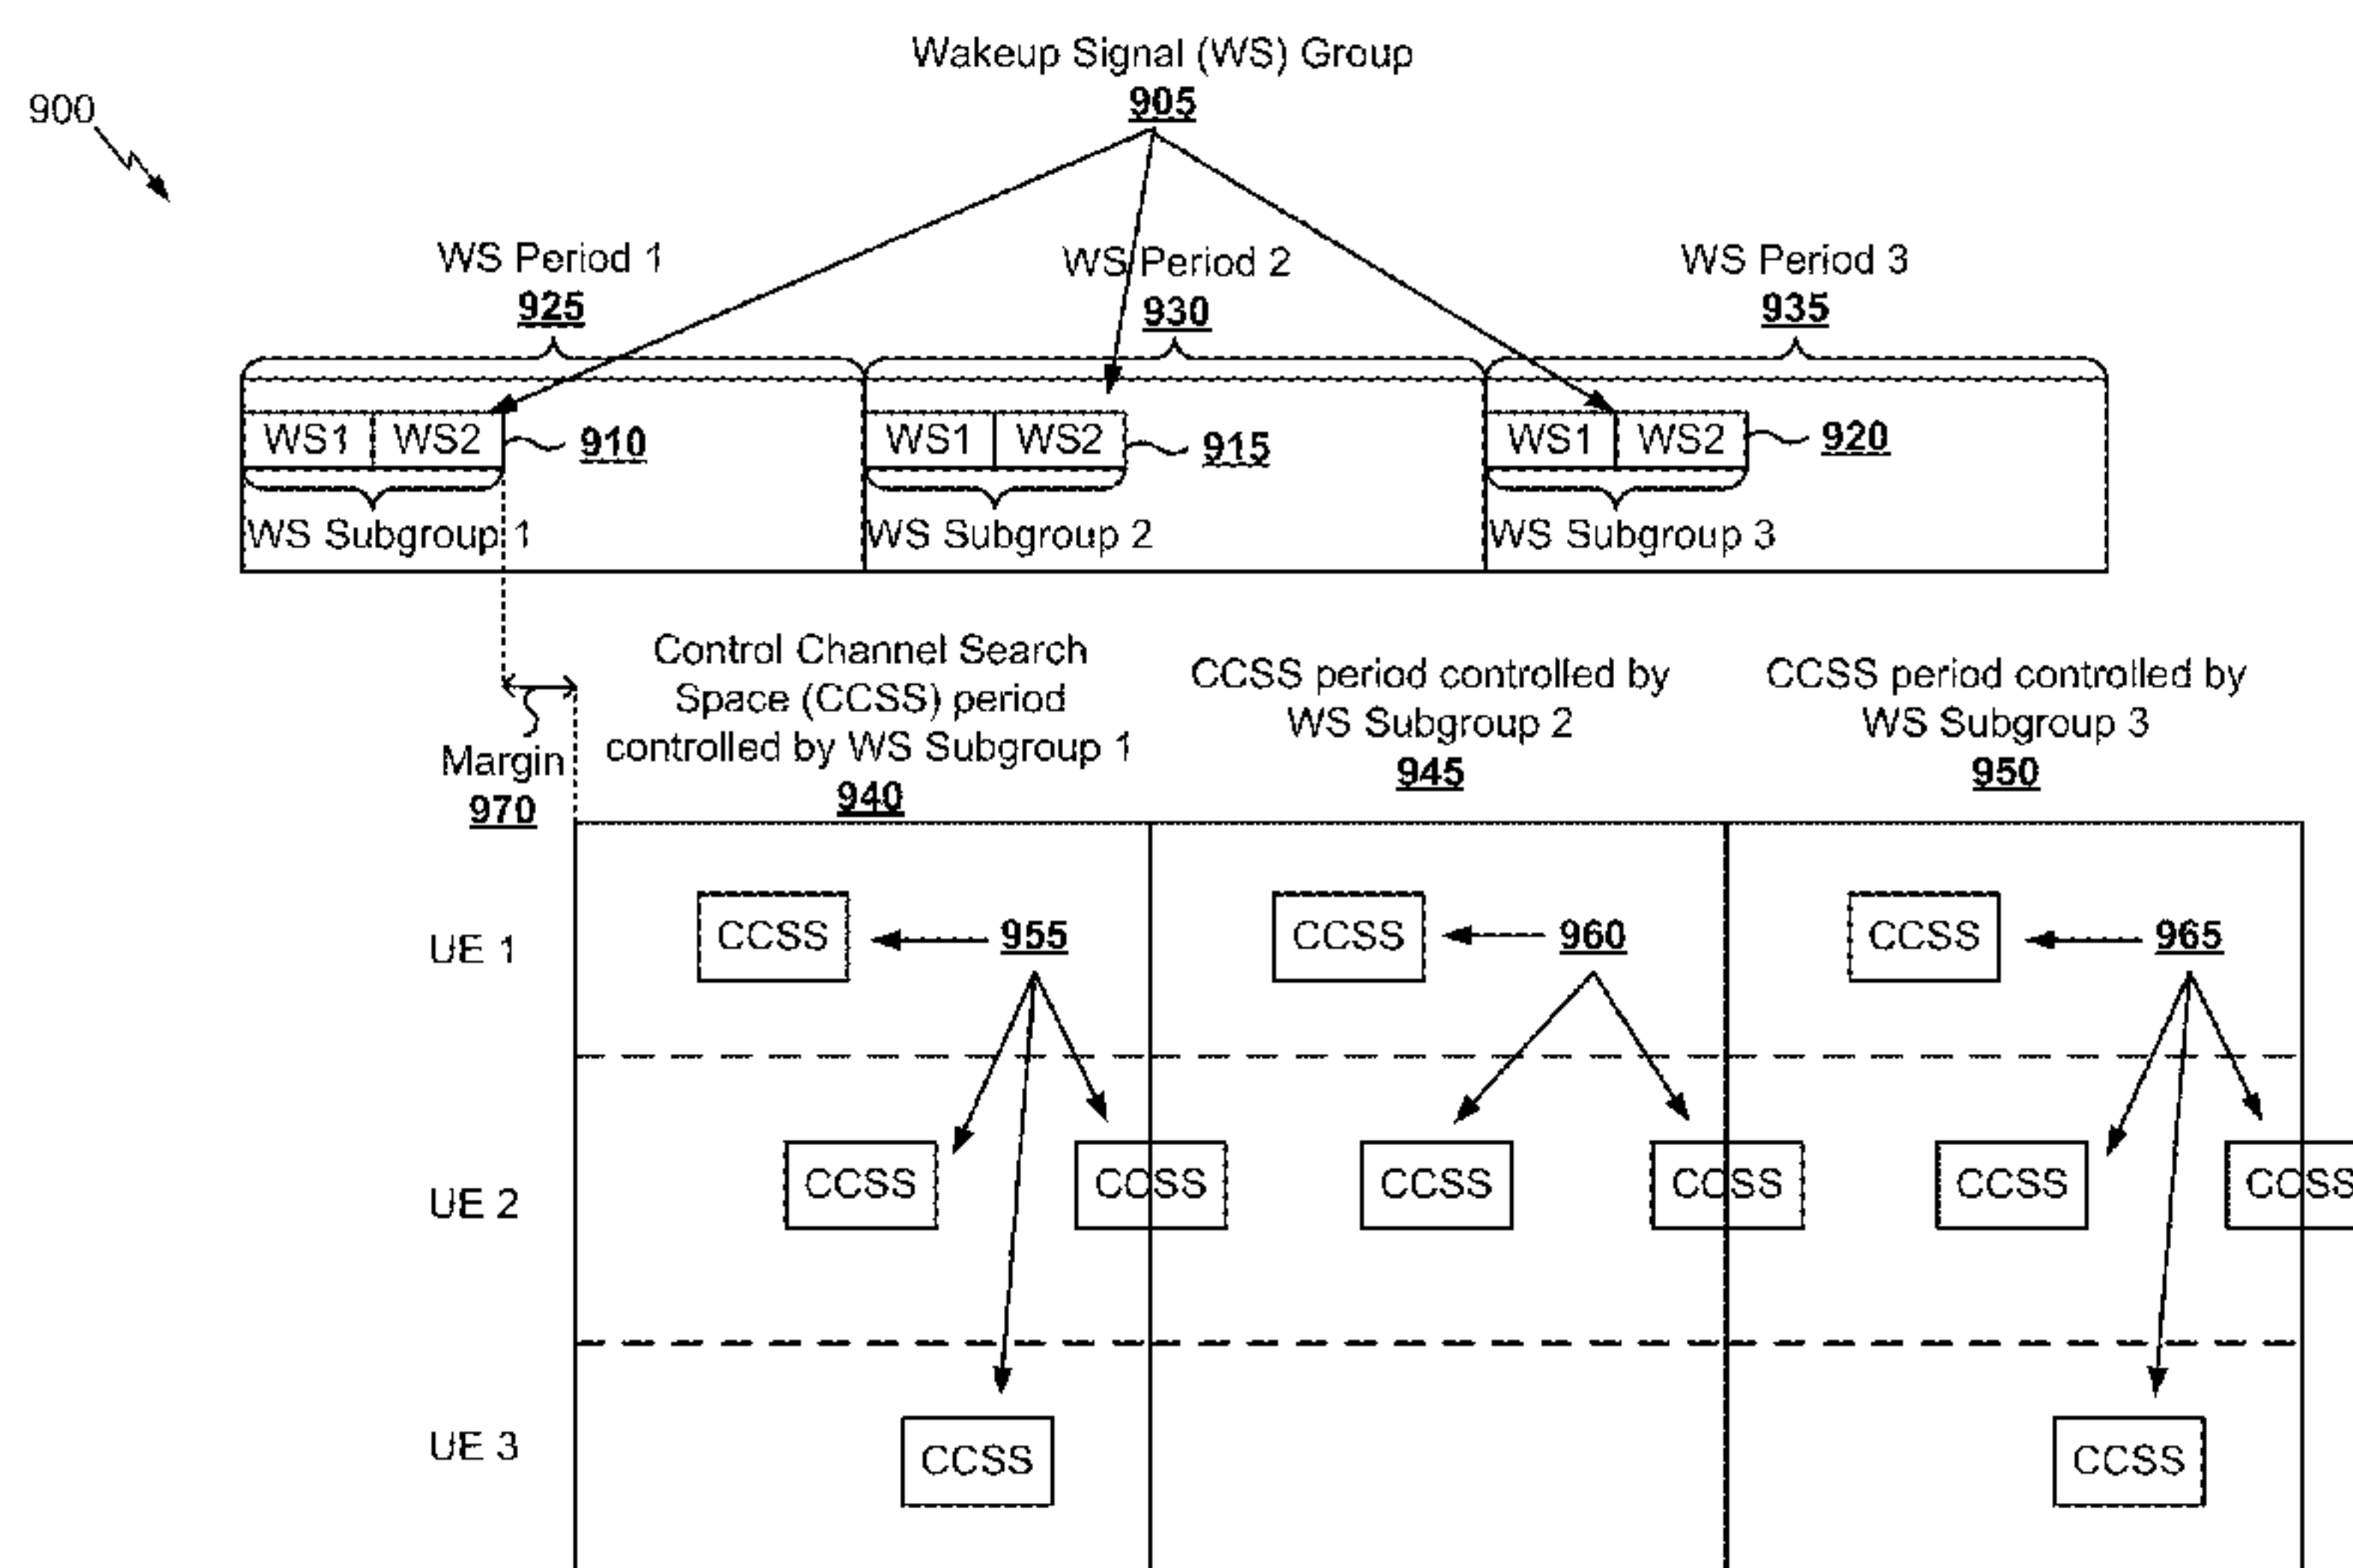 Wakeup Signal (WS) Group
905
900
WS Period 1
925
WS Period 2
930
WS Period 3
935
WS1 WS2 910
WS1 WS2 915
WS1 WS2 920
WS Subgroup 1
WS Subgroup 2
WS Subgroup 3
Margin
970
Control Channel Search
Space (CCSS) period
controlled by WS Subgroup 1
940
CCSS period controlled by
WS Subgroup 2
945
CCSS period controlled by
WS Subgroup 3
950
UE 1 CCSS 955 CCSS 960 CCSS 965
UE 2 CCSS CCSS CCSS CCSS CCSS CCSS
UE 3 CCSS CCSS